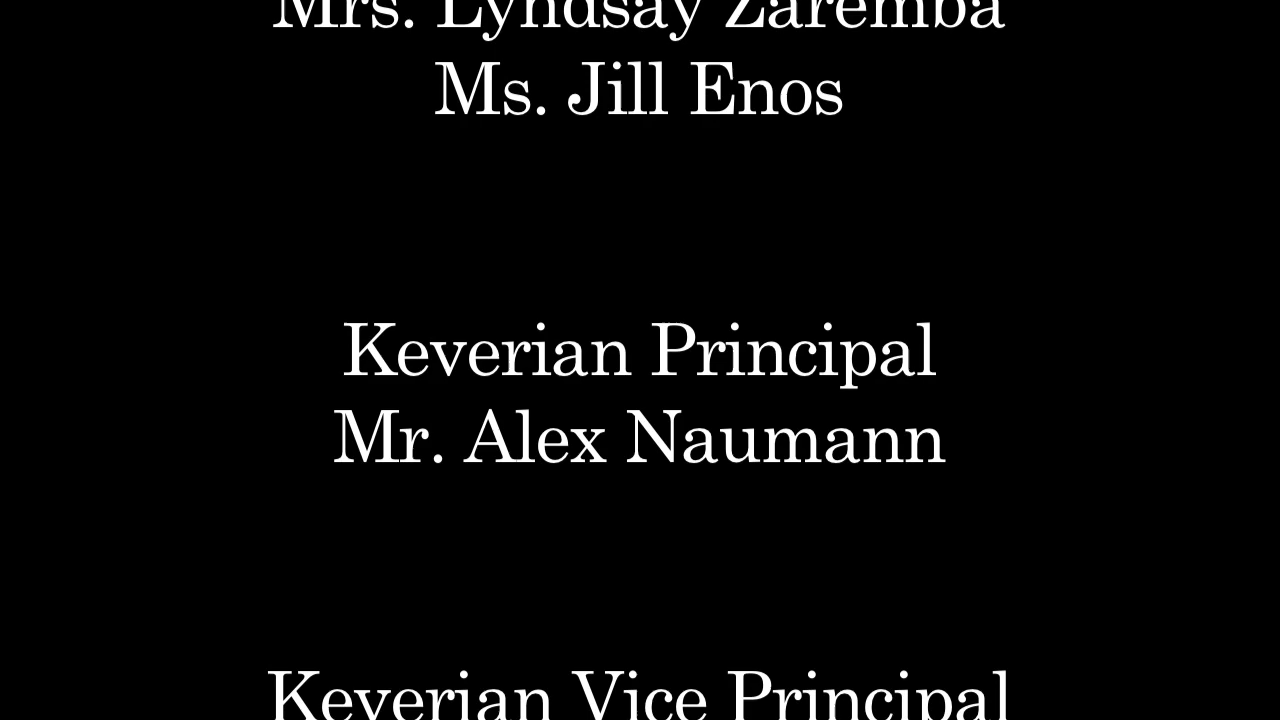 Mrs. Lyndsay Zaremba
Ms. Jill Enos
Keverian Principal
Mr. Alex Naumann
Keverian Vice Principal